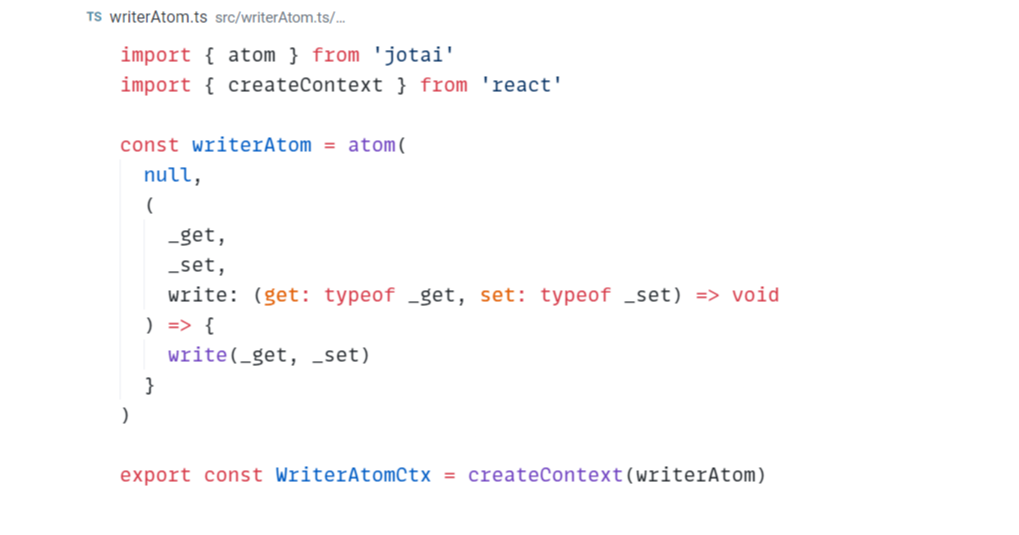 TS writerAtom.ts src/writerAtom.ts/...
import { atom } from 'jotai'
import { createContext } from 'react'
const writerAtom = atom(
null,
(
_get,
_set,
write: (get: typeof _get, set: typeof _set) => void
) => {
write(_get, _set)
}
)
export const WriterAtomCtx = createContext(writerAtom)